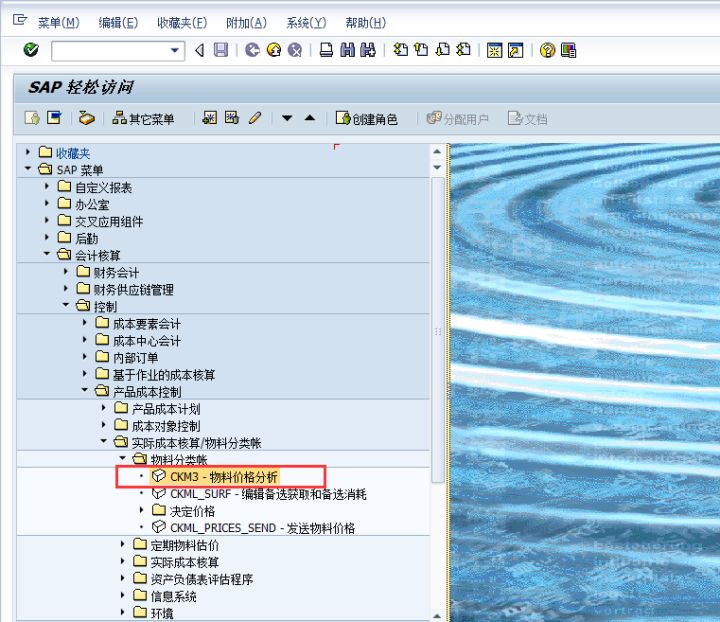 菜单(M) 编辑(E) 收藏夹(F) 附加(A) 系统(Y) 帮助(H)
SAP 轻松访问
其它菜单 创建角色 分配用户 文档
收藏夹
SAP 菜单
自定义报表
办公室
交叉应用组件
后勤
会计核算
财务会计
财务供应链管理
控制
成本要素会计
成本中心会计
内部订单
基于作业的成本核算
产品成本控制
产品成本计划
成本对象控制
实际成本核算/物料分类帐
物料分类帐
CKM3 - 物料价格分析
CKML_SURF - 编辑备选获取和备选消耗
决定价格
CKML_PRICES_SEND - 发送物料价格
定期物料估价
实际成本核算
资产负债表评估程序
信息系统
环境